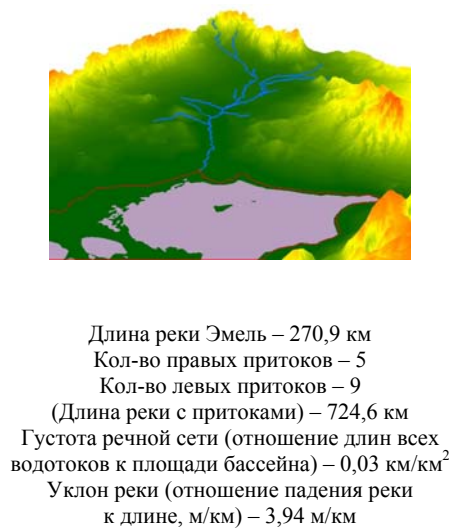 Длина реки Эмель – 270,9 км
Кол-во правых притоков – 5
Кол-во левых притоков – 9
(Длина реки с притоками) – 724,6 км
Густота речной сети (отношение длин всех
водотоков к площади бассейна) – 0,03 км/км²
Уклон реки (отношение падения реки
к длине, м/км) – 3,94 м/км